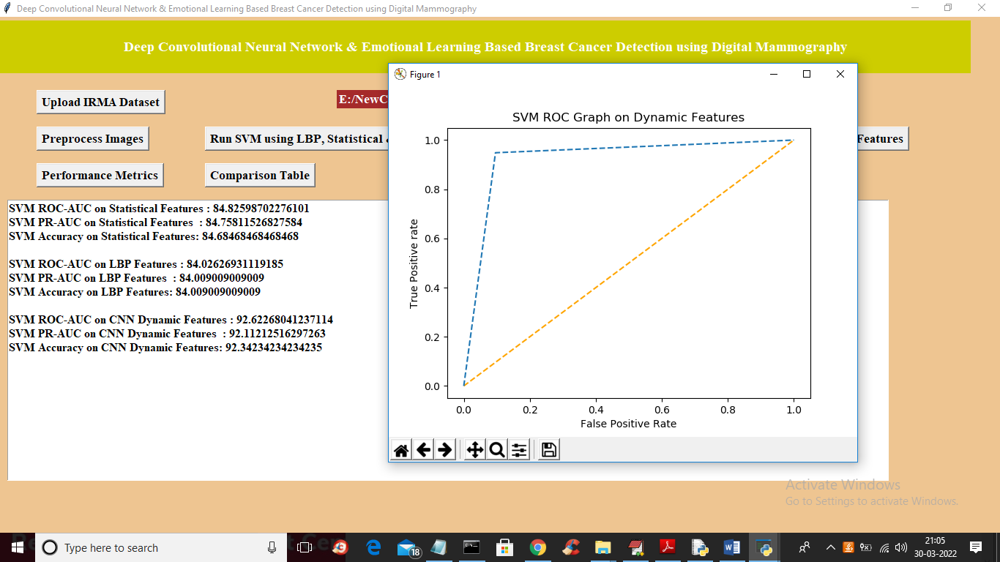 Deep Convolutional Neural Network & Emotional Learning Based Breast Cancer Detection using Digital Mammography
Deep Convolutional Neural Network & Emotional Learning Based Breast Cancer Detection using Digital Mammography
Upload IRMA Dataset
E:/NewC
Preprocess Images
Run SVM using LBP, Statistical
Features
Performance Metrics
Comparison Table
SVM ROC-AUC on Statistical Features : 84.82598702276101
SVM PR-AUC on Statistical Features : 84.75811526827584
SVM Accuracy on Statistical Features: 84.68468468468468
SVM ROC-AUC on LBP Features : 84.02626931119185
SVM PR-AUC on LBP Features : 84.009009009009
SVM Accuracy on LBP Features: 84.009009009009
SVM ROC-AUC on CNN Dynamic Features : 92.62268041237114
SVM PR-AUC on CNN Dynamic Features : 92.11212516297263
SVM Accuracy on CNN Dynamic Features: 92.34234234234235
Figure 1
SVM ROC Graph on Dynamic Features
True Positive rate
1.0
0.8
0.6
0.4
0.2
0.0
0.0 0.2 0.4 0.6 0.8 1.0
False Positive Rate
Activate Windows
Go to Settings to activate Windows.
Type here to search
18
21:05
30-03-2022